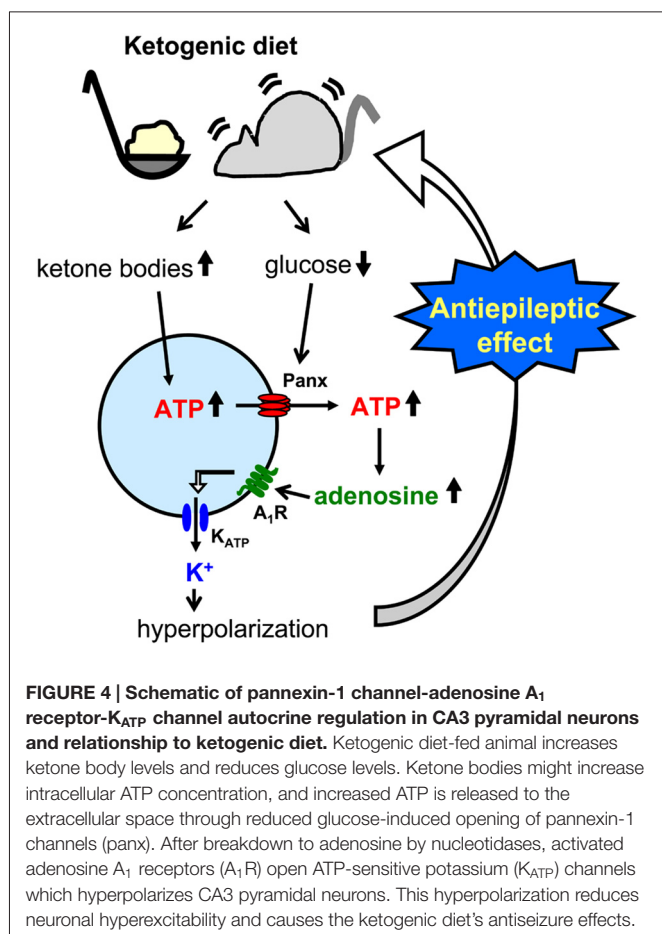 Ketogenic diet
ketone bodies ⬆ glucose ⬇
Antiepileptic
effect
Panx
ATP ⬆ ATP ⬆
adenosine ⬆
A₁R
K_ATP
K⁺
hyperpolarization
FIGURE 4 | Schematic of pannexin-1 channel-adenosine A₁
receptor-K_ATP channel autocrine regulation in CA3 pyramidal neurons
and relationship to ketogenic diet. Ketogenic diet-fed animal increases
ketone body levels and reduces glucose levels. Ketone bodies might increase
intracellular ATP concentration, and increased ATP is released to the
extracellular space through reduced glucose-induced opening of pannexin-1
channels (panx). After breakdown to adenosine by nucleotidases, activated
adenosine A₁ receptors (A₁R) open ATP-sensitive potassium (K_ATP) channels
which hyperpolarizes CA3 pyramidal neurons. This hyperpolarization reduces
neuronal hyperexcitability and causes the ketogenic diet's antiseizure effects.